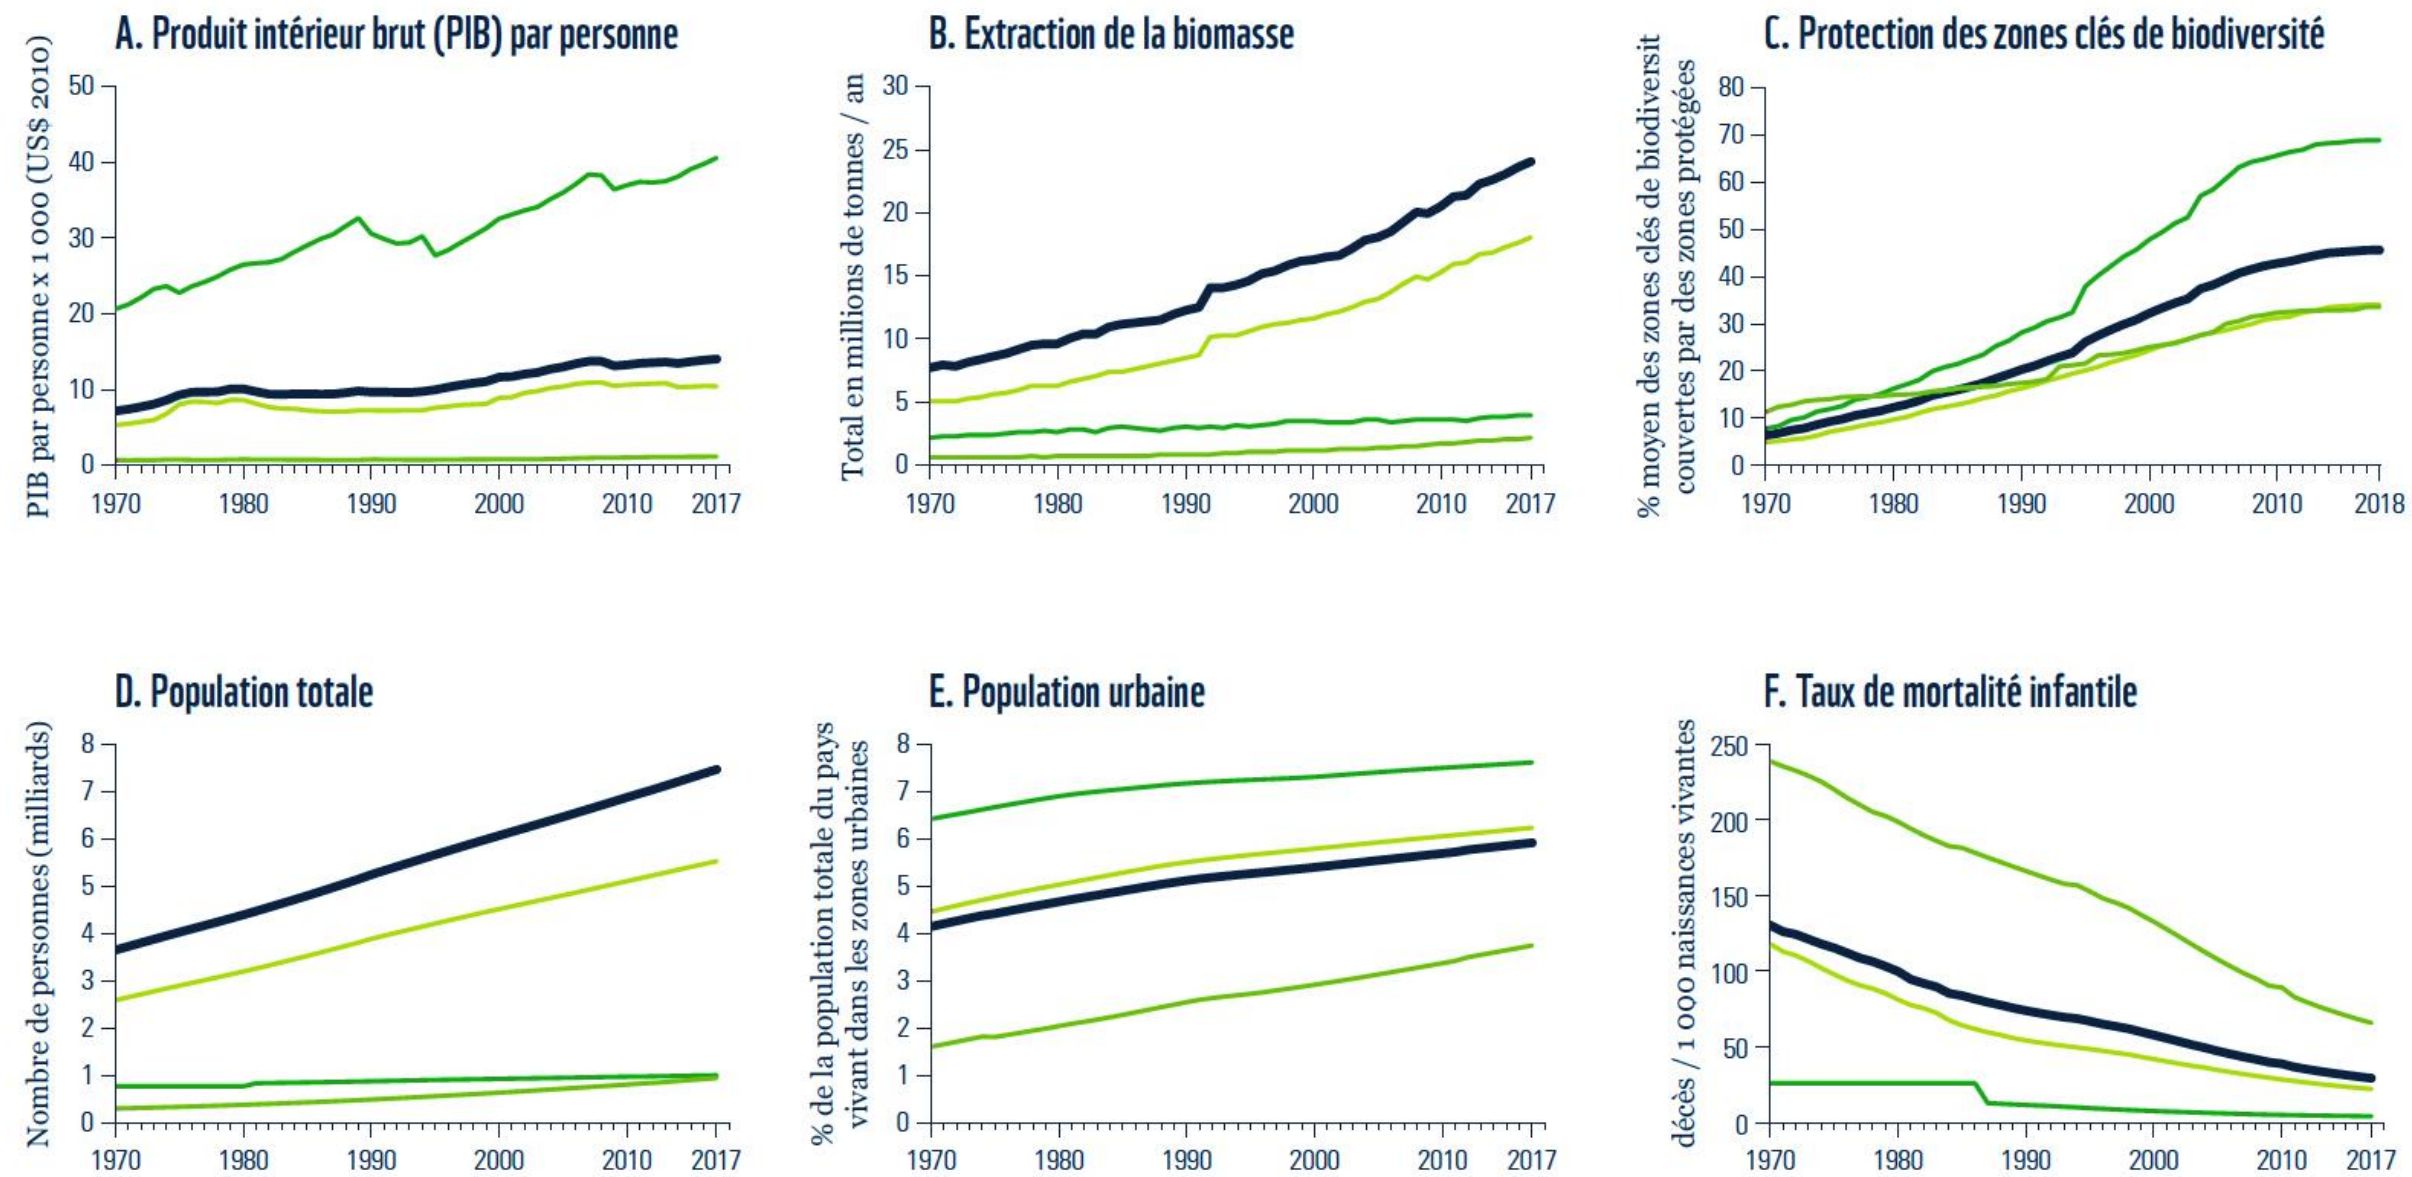 A. Produit intérieur brut (PIB) par personne
PIB par personne x 1 000 (US$ 2010)
50
40
30
20
10
0
1970 1980 1990 2000 2010 2017
B. Extraction de la biomasse
Total en millions de tonnes / an
30
25
20
15
10
5
0
1970 1980 1990 2000 2010 2017
C. Protection des zones clés de biodiversité
% moyen des zones clés de biodiversit
couvertes par des zones protégées
80
70
60
50
40
30
20
10
0
1970 1980 1990 2000 2010 2018
D. Population totale
Nombre de personnes (milliards)
8
7
6
5
4
3
2
1
0
1970 1980 1990 2000 2010 2017
E. Population urbaine
% de la population totale du pays
vivant dans les zones urbaines
8
7
6
5
4
3
2
1
0
1970 1980 1990 2000 2010 2017
F. Taux de mortalité infantile
décès / 1 000 naissances vivantes
250
200
150
100
50
0
1970 1980 1990 2000 2010 2017